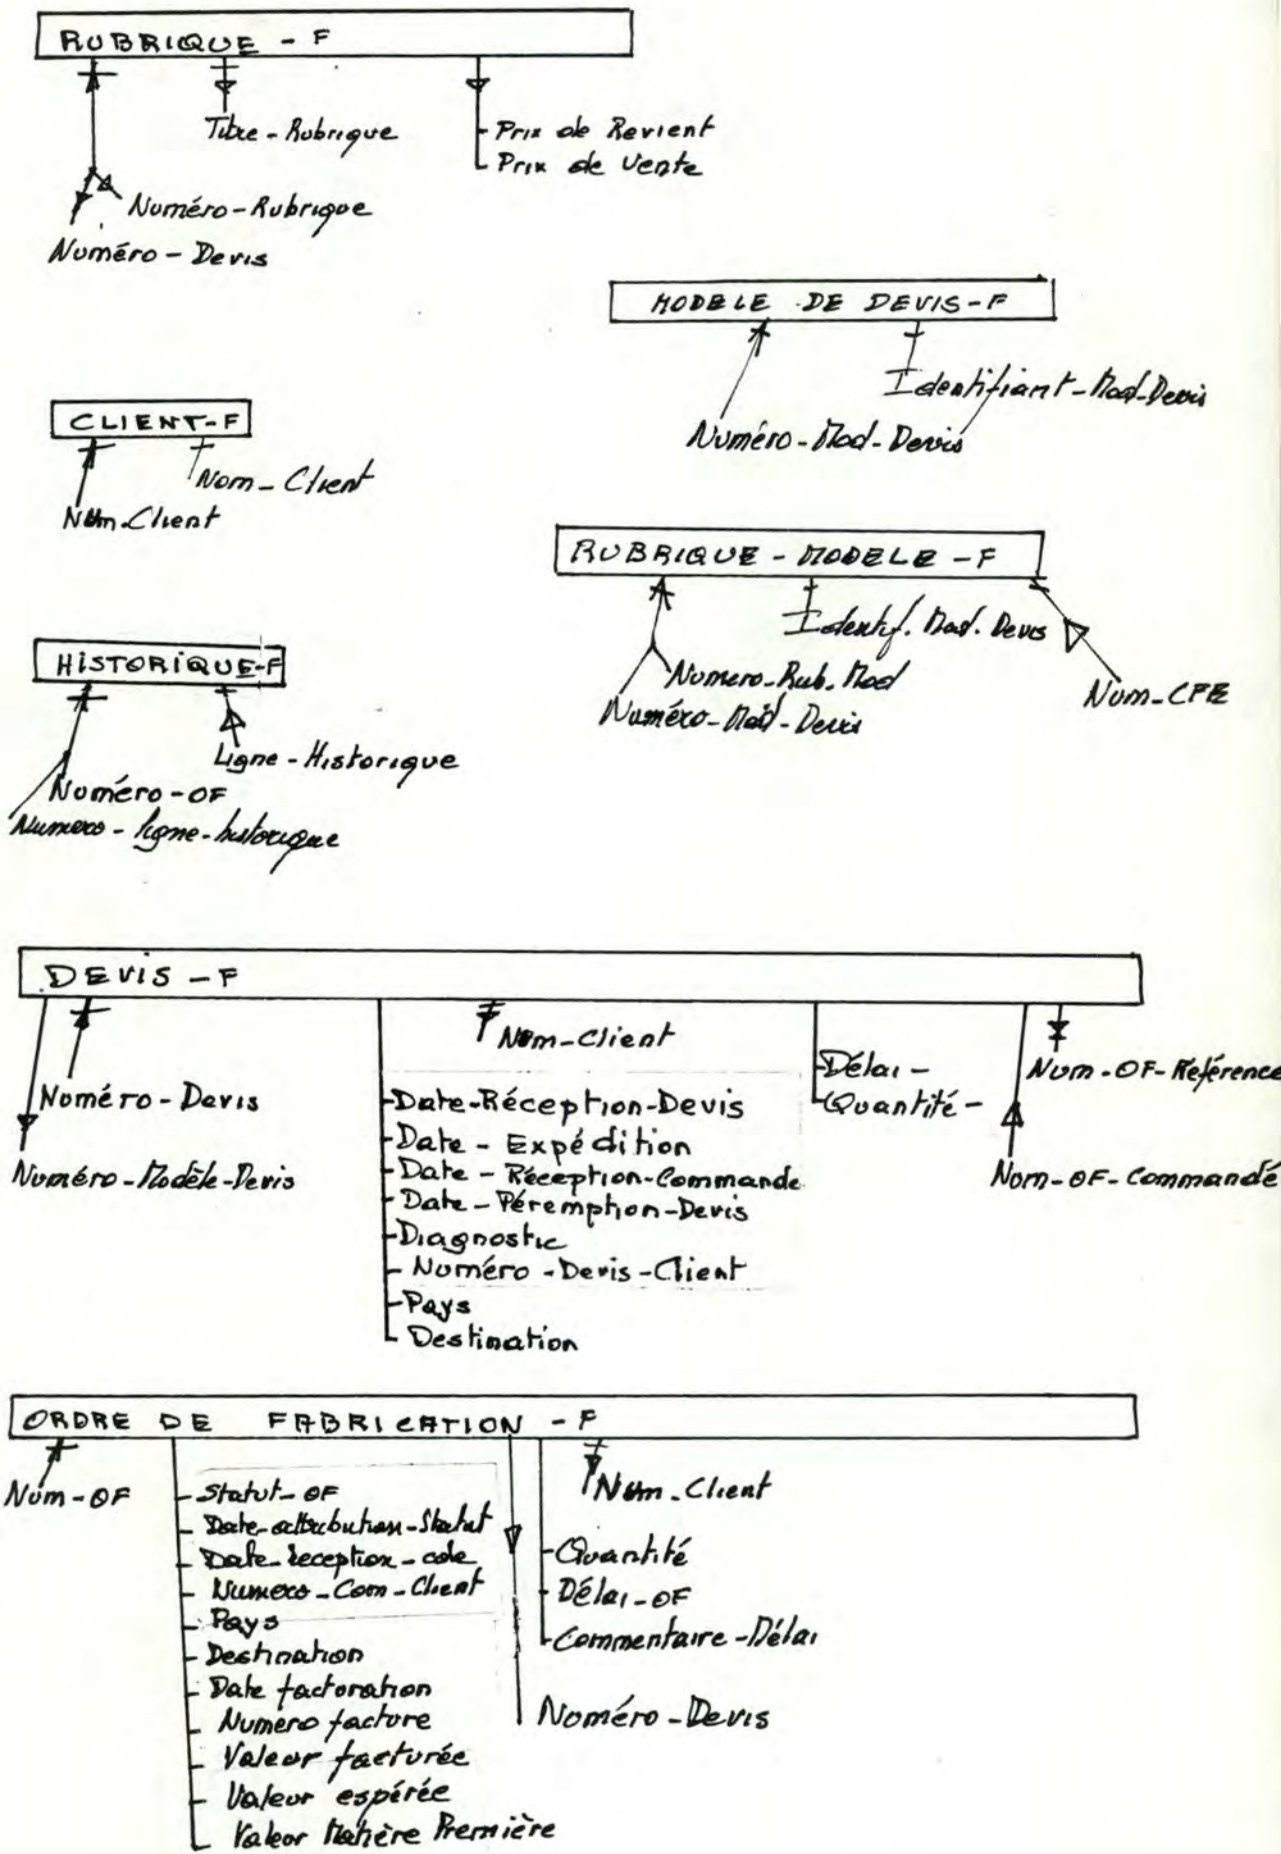 RUBRIQUE - F
Titre - Rubrique
Prix de Revient
Prix de Vente
Numéro - Rubrique
Numéro - Devis
MODELE DE DEVIS - F
Identifiant - Mod - Devis
Numéro - Mod - Devis
CLIENT - F
Nom - Client
Num - Client
RUBRIQUE - MODELE - F
Identif. Mod. Devis
Numero - Rub. Mod
Numéro - Mod - Devis
Num - CFE
HISTORIQUE - F
Ligne - Historique
Numéro - OF
Numero - ligne - historique
DEVIS - F
Num - Client
Délai -
Quantité -
Num - OF - Référence
Numéro - Devis
Numéro - Modèle - Devis
Num - OF - Commandé
Date - Réception - Devis
Date - Expédition
Date - Réception - Commande
Date - Péremption - Devis
Diagnostic
Numéro - Devis - Client
Pays
Destination
ORDRE DE FABRICATION - F
Num - OF
Statut - OF
Date - attribution - Statut
Date - reception - cde
Numero - Com - Client
Pays
Destination
Date facturation
Numero facture
Valeur facturée
Valeur espérée
Valeur Matière Première
Num - Client
Quantité
Délai - OF
Commentaire - Délai
Numéro - Devis